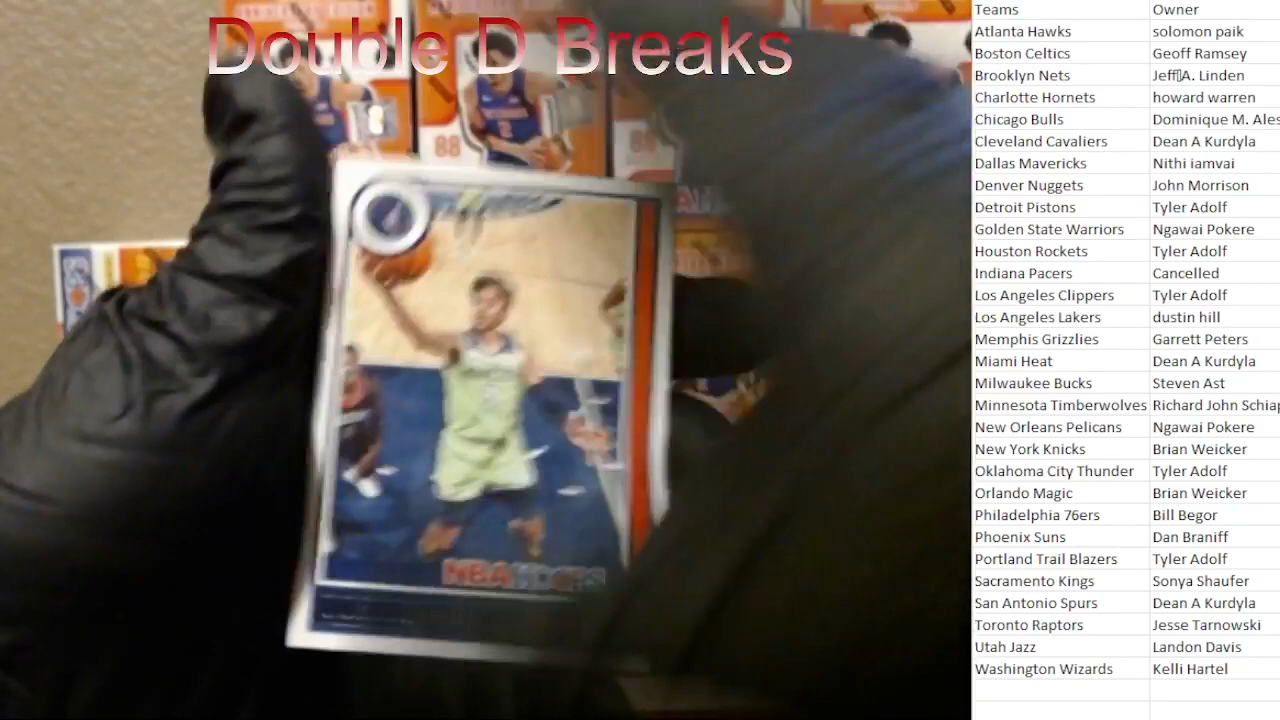 Double D Breaks
88
NBA HOOPS
Teams Owner
Atlanta Hawks solomon paik
Boston Celtics Geoff Ramsey
Brooklyn Nets Jeff A. Linden
Charlotte Hornets howard warren
Chicago Bulls Dominique M. Ales
Cleveland Cavaliers Dean A Kurdyla
Dallas Mavericks Nithi iamvai
Denver Nuggets John Morrison
Detroit Pistons Tyler Adolf
Golden State Warriors Ngawai Pokere
Houston Rockets Tyler Adolf
Indiana Pacers Cancelled
Los Angeles Clippers Tyler Adolf
Los Angeles Lakers dustin hill
Memphis Grizzlies Garrett Peters
Miami Heat Dean A Kurdyla
Milwaukee Bucks Steven Ast
Minnesota Timberwolves Richard John Schiap
New Orleans Pelicans Ngawai Pokere
New York Knicks Brian Weicker
Oklahoma City Thunder Tyler Adolf
Orlando Magic Brian Weicker
Philadelphia 76ers Bill Begor
Phoenix Suns Dan Braniff
Portland Trail Blazers Tyler Adolf
Sacramento Kings Sonya Shaufer
San Antonio Spurs Dean A Kurdyla
Toronto Raptors Jesse Tarnowski
Utah Jazz Landon Davis
Washington Wizards Kelli Hartel